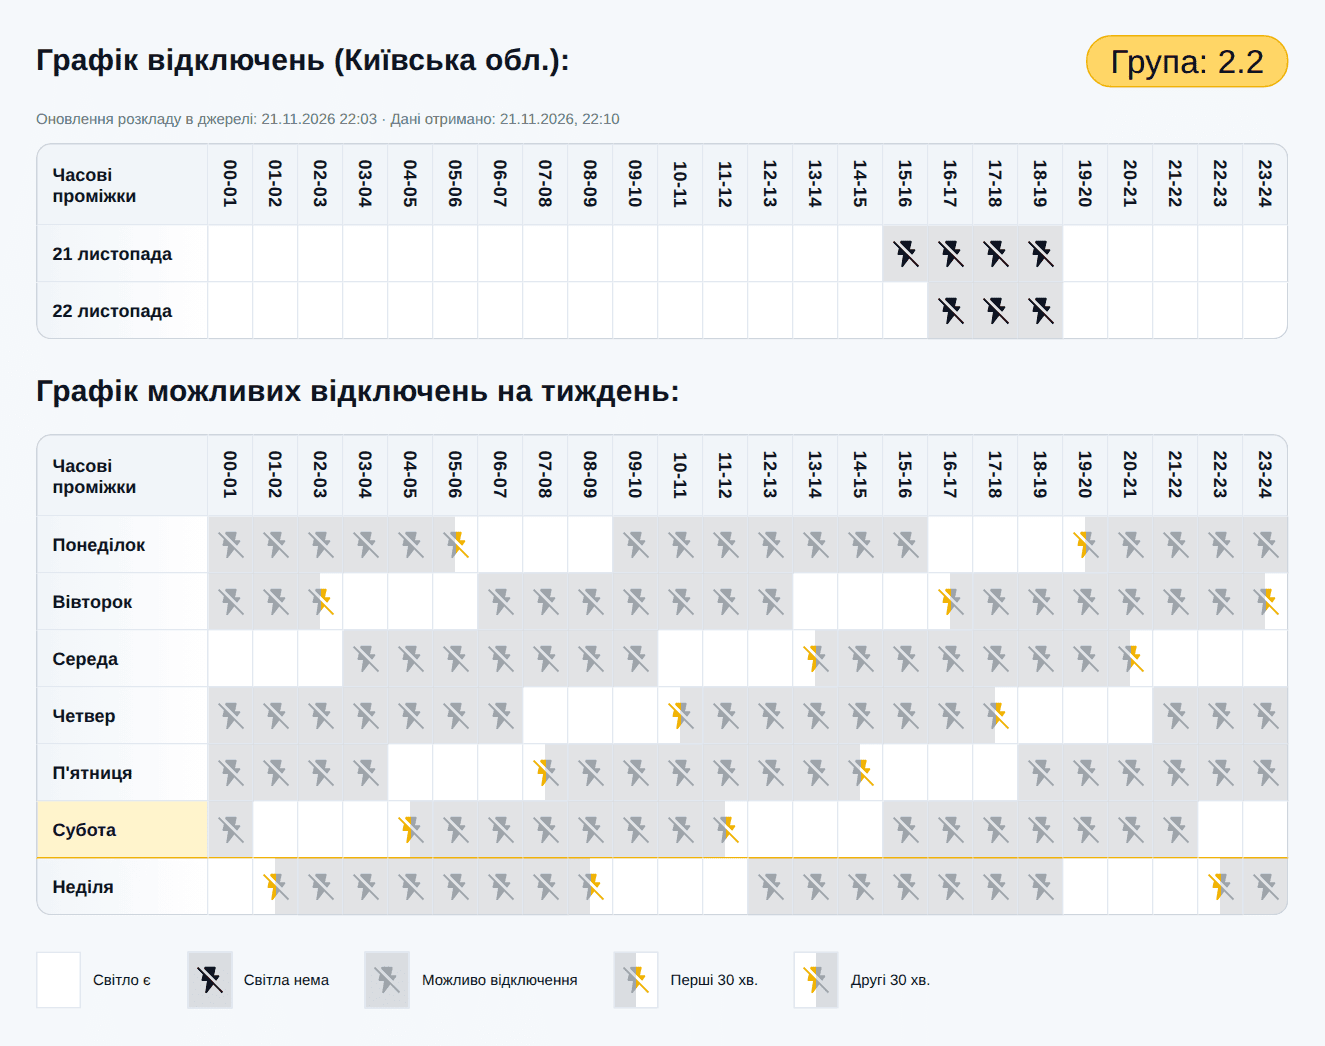 Графік відключень (Київська обл.):
Група: 2.2
Оновлення розкладу в джерелі: 21.11.2026 22:03 · Дані отримано: 21.11.2026, 22:10
Часові проміжки 00-01 01-02 02-03 03-04 04-05 05-06 06-07 07-08 08-09 09-10 10-11 11-12 12-13 13-14 14-15 15-16 16-17 17-18 18-19 19-20 20-21 21-22 22-23 23-24
21 листопада
22 листопада
Графік можливих відключень на тиждень:
Часові проміжки 00-01 01-02 02-03 03-04 04-05 05-06 06-07 07-08 08-09 09-10 10-11 11-12 12-13 13-14 14-15 15-16 16-17 17-18 18-19 19-20 20-21 21-22 22-23 23-24
Понеділок
Вівторок
Середа
Четвер
П'ятниця
Субота
Неділя
Світло є Світла нема Можливо відключення Перші 30 хв. Другі 30 хв.